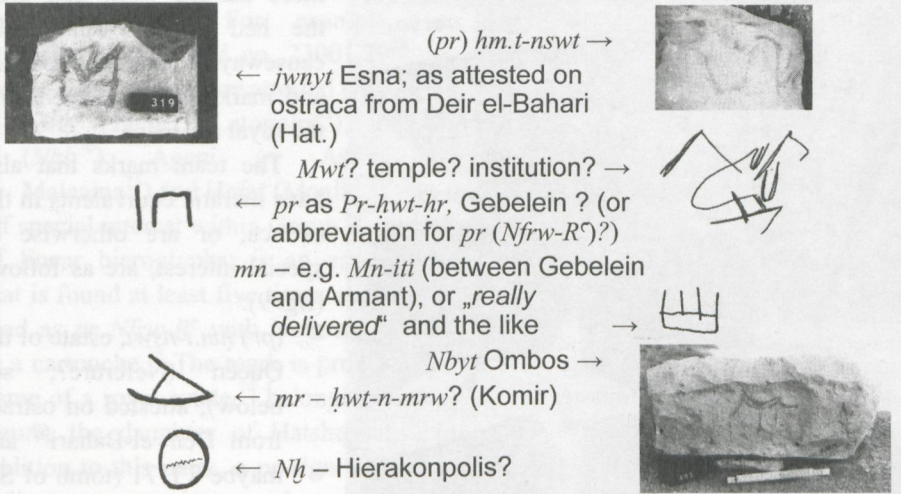 (pr) hm.t-nswt →
319
← jwnyt Esna; as attested on
ostraca from Deir el-Bahari
(Hat.)
Mwt? temple? institution? →
← pr as Pr-ḥwt-ḥr, Gebelein ? (or
abbreviation for pr (Nfrw-Rꜥ)?)
mn – e.g. Mn-iti (between Gebelein
and Armant), or „really
delivered“ and the like →
Nbyt Ombos →
← mr – ḥwt-n-mrw? (Komir)
← Nḫ – Hierakonpolis?